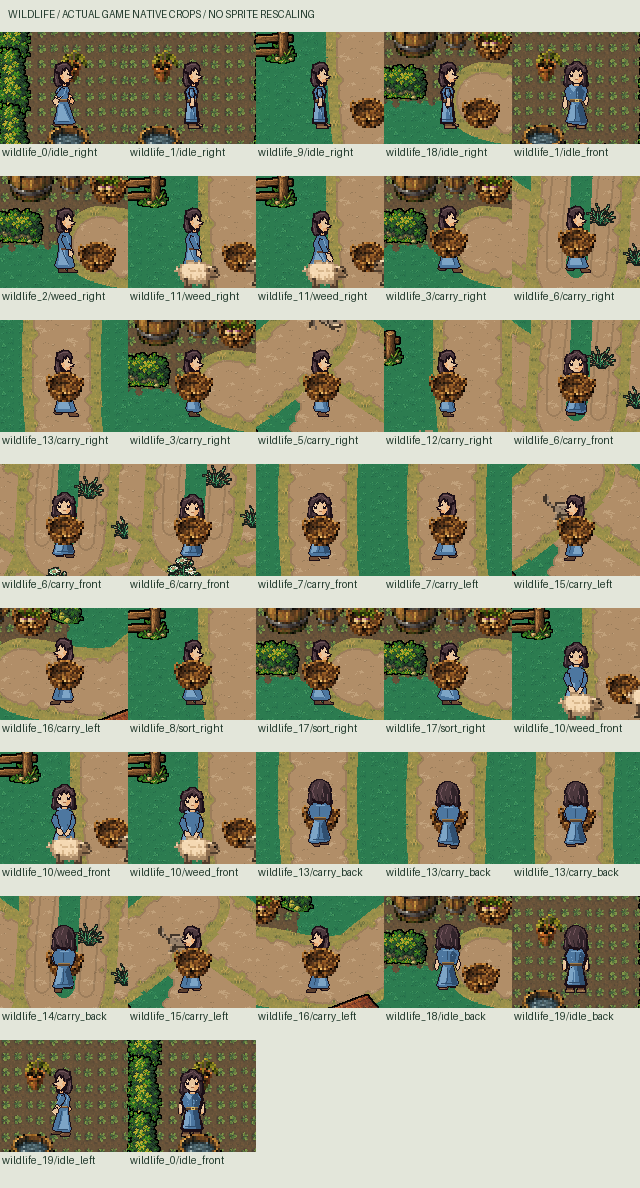 WILDLIFE / ACTUAL GAME NATIVE CROPS / NO SPRITE RESCALING
wildlife_0/idle_right wildlife_1/idle_right wildlife_9/idle_right wildlife_18/idle_right wildlife_1/idle_front
wildlife_2/weed_right wildlife_11/weed_right wildlife_11/weed_right wildlife_3/carry_right wildlife_6/carry_right
wildlife_13/carry_right wildlife_3/carry_right wildlife_5/carry_right wildlife_12/carry_right wildlife_6/carry_front
wildlife_6/carry_front wildlife_6/carry_front wildlife_7/carry_front wildlife_7/carry_left wildlife_15/carry_left
wildlife_16/carry_left wildlife_8/sort_right wildlife_17/sort_right wildlife_17/sort_right wildlife_10/weed_front
wildlife_10/weed_front wildlife_10/weed_front wildlife_13/carry_back wildlife_13/carry_back wildlife_13/carry_back
wildlife_14/carry_back wildlife_15/carry_left wildlife_16/carry_left wildlife_18/idle_back wildlife_19/idle_back
wildlife_19/idle_left wildlife_0/idle_front